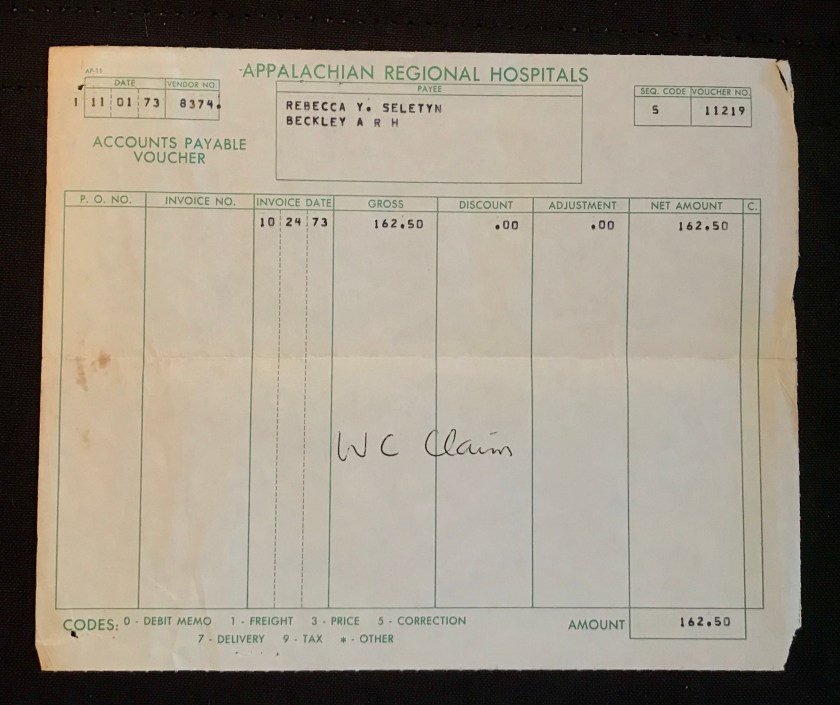 AP-13
APPALACHIAN REGIONAL HOSPITALS
DATE VENDOR NO.
1 11 01 73 8374.
PAYEE
REBECCA Y. SELETYN
BECKLEY A R H
SEQ. CODE VOUCHER NO.
5 11219
ACCOUNTS PAYABLE
VOUCHER
P. O. NO. INVOICE NO. INVOICE DATE GROSS DISCOUNT ADJUSTMENT NET AMOUNT C.
10 24 73 162.50 .00 .00 162.50
WC Claim
CODES: 0 - DEBIT MEMO 1 - FREIGHT 3 - PRICE 5 - CORRECTION
7 - DELIVERY 9 - TAX * - OTHER
AMOUNT 162.50